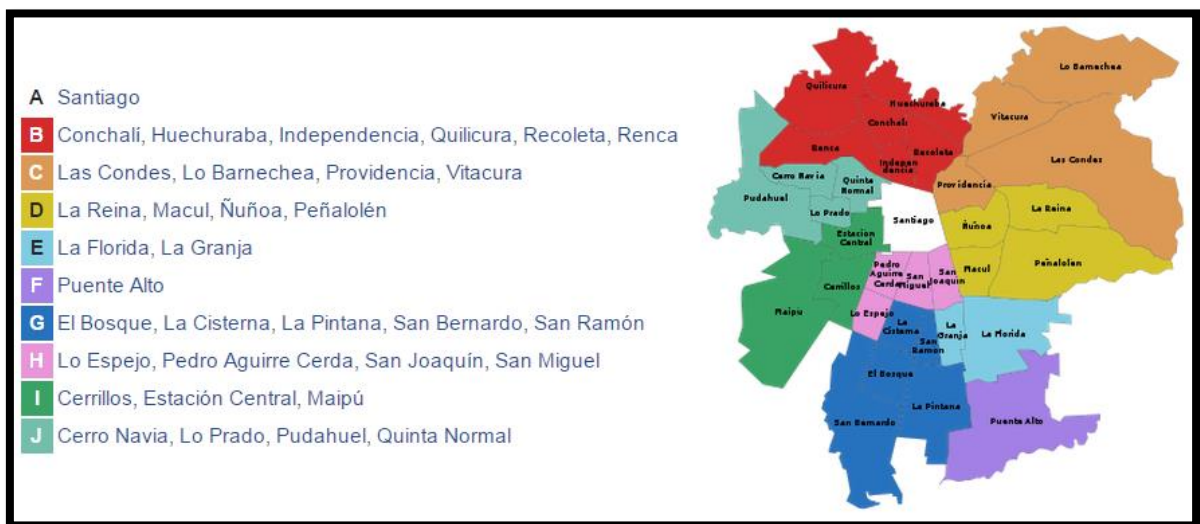 A Santiago
B Conchalí, Huechuraba, Independencia, Quilicura, Recoleta, Renca
C Las Condes, Lo Barnechea, Providencia, Vitacura
D La Reina, Macul, Ñuñoa, Peñalolén
E La Florida, La Granja
F Puente Alto
G El Bosque, La Cisterna, La Pintana, San Bernardo, San Ramón
H Lo Espejo, Pedro Aguirre Cerda, San Joaquín, San Miguel
I Cerrillos, Estación Central, Maipú
J Cerro Navia, Lo Prado, Pudahuel, Quinta Normal
Lo Barnechea
Quilicura
Huechuraba
Vitacura
Conchalí
Renca
Recoleta
Indepen
dencia
Las Condes
Cerro Navia
Quinta
Normal
Providencia
Pudahuel
Lo Prado
Santiago
La Reina
Ñuñoa
Estacion
Central
Pedro
Aguirre
Cerda
San
Miguel
San
Joaquin
Macul
Peñalolen
Cerrillos
Maipú
Lo Espejo
La
Cisterna
San
Ramon
La
Granja
La Florida
El Bosque
La Pintana
San Bernardo
Puente Alto